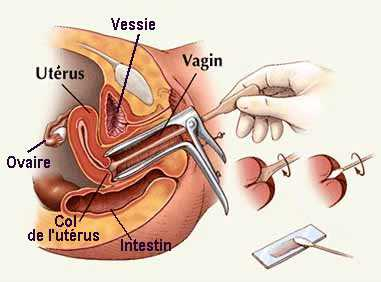 Vessie
Utérus
Vagin
Ovaire
Col
de l'utérus
Intestin